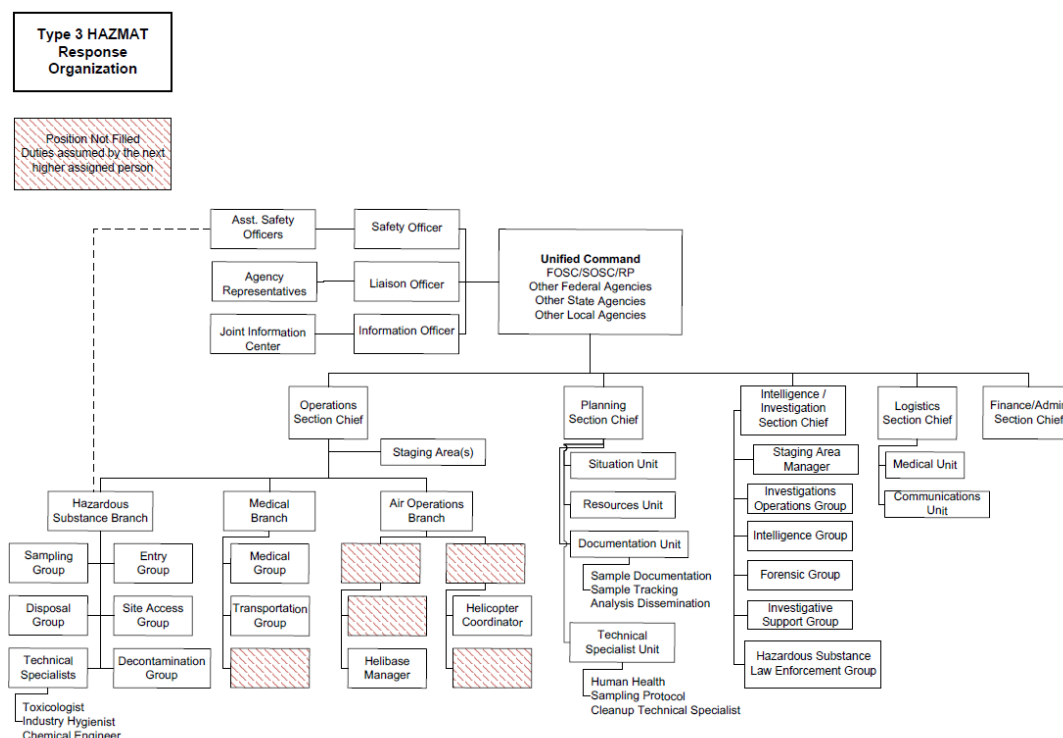 Type 3 HAZMAT
Response
Organization
Position Not Filled
Duties assumed by the next
higher assigned person
Asst. Safety
Officers
Safety Officer
Agency
Representatives
Liaison Officer
Joint Information
Center
Information Officer
Unified Command
FOSC/SOSC/RP
Other Federal Agencies
Other State Agencies
Other Local Agencies
Operations
Section Chief
Planning
Section Chief
Intelligence /
Investigation
Section Chief
Logistics
Section Chief
Finance/Admin
Section Chief
Staging Area(s)
Hazardous
Substance Branch
Medical
Branch
Air Operations
Branch
Sampling
Group
Entry
Group
Disposal
Group
Site Access
Group
Technical
Specialists
Decontamination
Group
Toxicologist
Industry Hygienist
Chemical Engineer
Medical
Group
Transportation
Group
Helibase
Manager
Helicopter
Coordinator
Situation Unit
Resources Unit
Documentation Unit
Sample Documentation
Sample Tracking
Analysis Dissemination
Technical
Specialist Unit
Human Health
Sampling Protocol
Cleanup Technical Specialist
Staging Area
Manager
Investigations
Operations Group
Intelligence Group
Forensic Group
Investigative
Support Group
Hazardous Substance
Law Enforcement Group
Medical Unit
Communications
Unit